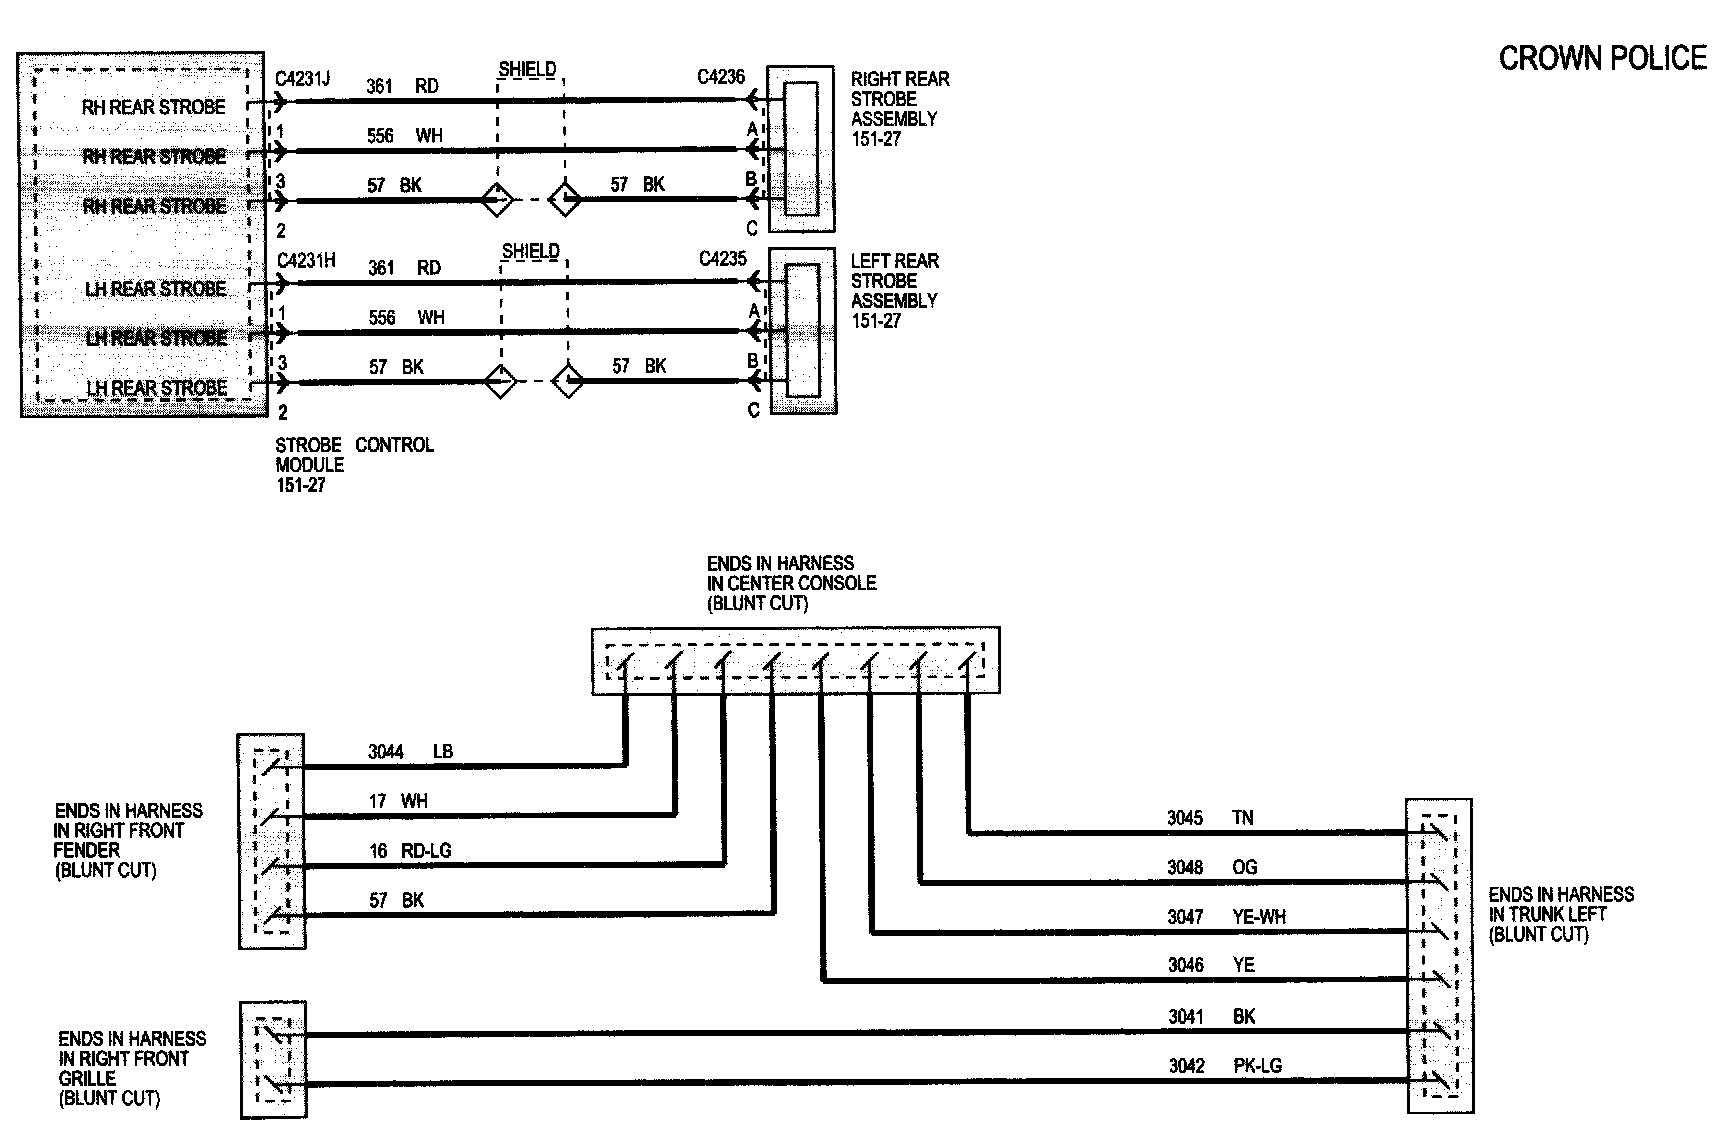 CROWN POLICE
C4231J
361 RD
SHIELD
C4236
RH REAR STROBE
1
556 WH
A
RH REAR STROBE
3
57 BK
57 BK
B
RH REAR STROBE
2
C
RIGHT REAR
STROBE
ASSEMBLY
151-27
C4231H
361 RD
SHIELD
C4235
LH REAR STROBE
1
556 WH
A
LH REAR STROBE
3
57 BK
57 BK
B
LH REAR STROBE
2
C
LEFT REAR
STROBE
ASSEMBLY
151-27
STROBE CONTROL
MODULE
151-27
ENDS IN HARNESS
IN CENTER CONSOLE
(BLUNT CUT)
3044 LB
17 WH
16 RD-LG
57 BK
ENDS IN HARNESS
IN RIGHT FRONT
FENDER
(BLUNT CUT)
3045 TN
3048 OG
3047 YE-WH
3046 YE
3041 BK
3042 PK-LG
ENDS IN HARNESS
IN TRUNK LEFT
(BLUNT CUT)
ENDS IN HARNESS
IN RIGHT FRONT
GRILLE
(BLUNT CUT)